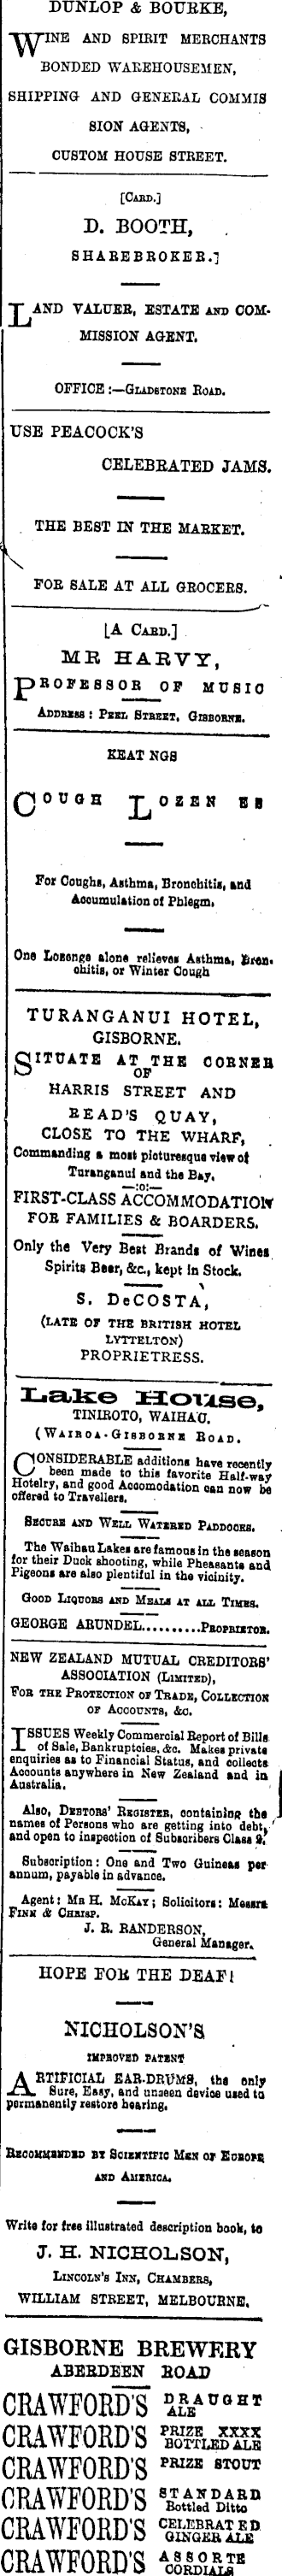 DUNLOP & BOURKE,
WINE AND SPIRIT MERCHANTS
BONDED WAREHOUSEMEN,
SHIPPING AND GENERAL COMMIS
SION AGENTS,
CUSTOM HOUSE STREET.
[CARD.]
D. BOOTH,
SHAREBROKER.]
LAND VALUER, ESTATE AND COM-
MISSION AGENT.
OFFICE :—GLADSTONE ROAD.
USE PEACOCK'S
CELEBRATED JAMS.
THE BEST IN THE MARKET.
FOR SALE AT ALL GROCERS.
[A CARD.]
MR HARVY,
PROFESSOR OF MUSIC
ADDRESS : PEEL STREET, GISBORNE.
KEAT NGS
COUGH LOZEN ES
For Coughs, Asthma, Bronchitis, and
Accumulation of Phlegm.
One Lozenge alone relieves Asthma, Bron-
chitis, or Winter Cough
TURANGANUI HOTEL,
GISBORNE.
SITUATE AT THE CORNER
OF
HARRIS STREET AND
READ'S QUAY,
CLOSE TO THE WHARF,
Commanding a most picturesque view of
Turanganui and the Bay.
—:o:—
FIRST-CLASS ACCOMMODATION
FOR FAMILIES & BOARDERS.
Only the Very Best Brands of Wines
Spirits Beer, &c., kept in Stock.
S. DeCOSTA,
(LATE OF THE BRITISH HOTEL
LYTTELTON)
PROPRIETRESS.
Lake House,
TINIROTO, WAIHAU.
(WAIROA-GISBORNE ROAD.
CONSIDERABLE additions have recently
been made to this favorite Half-way
Hotelry, and good Accomodation can now be
offered to Travellers.
SECURE AND WELL WATERED PADDOCKS.
The Waihau Lakes are famous in the season
for their Duck shooting, while Pheasants and
Pigeons are also plentiful in the vicinity.
GOOD LIQUORS AND MEALS AT ALL TIMES.
GEORGE ARUNDEL..........PROPRIETOR.
NEW ZEALAND MUTUAL CREDITORS'
ASSOCIATION (LIMITED),
FOR THE PROTECTION OF TRADE, COLLECTION
OF ACCOUNTS, &c.
ISSUES Weekly Commercial Report of Bills
of Sale, Bankruptcies, &c. Makes private
enquiries as to Financial Status, and collects
Accounts anywhere in New Zealand and in
Australia.
Also, DEBTORS' REGISTER, containing the
names of Persons who are getting into debt,
and open to inspection of Subscribers Class 2.
Subscription: One and Two Guineas per
annum, payable in advance.
Agent: MR H. McKAY; Solicitors: Messrs
FINN & CHRISP.
J. R. RANDERSON,
General Manager.
HOPE FOR THE DEAF!
NICHOLSON'S
IMPROVED PATENT
ARTIFICIAL EAR-DRUMS, the only
Sure, Easy, and unseen device used to
permanently restore hearing.
RECOMMENDED BY SCIENTIFIC MEN OF EUROPE
AND AMERICA.
Write for free illustrated description book, to
J. H. NICHOLSON,
LINCOLN'S INN, CHAMBERS,
WILLIAM STREET, MELBOURNE.
GISBORNE BREWERY
ABERDEEN ROAD
CRAWFORD'S DRAUGHT ALE
CRAWFORD'S PRIZE XXXX BOTTLED ALE
CRAWFORD'S PRIZE STOUT
CRAWFORD'S STANDARD Bottled Ditto
CRAWFORD'S CELEBRAT ED GINGER ALE
CRAWFORD'S ASSORTE CORDIALS